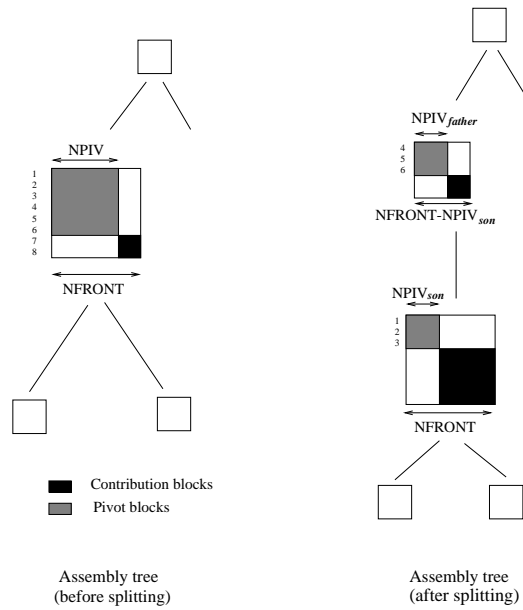 NPIV
1
2
3
4
5
6
7
8
NFRONT
Contribution blocks
Pivot blocks
Assembly tree
(before splitting)
NPIVfather
4
5
6
NFRONT-NPIVson
NPIVson
1
2
3
NFRONT
Assembly tree
(after splitting)